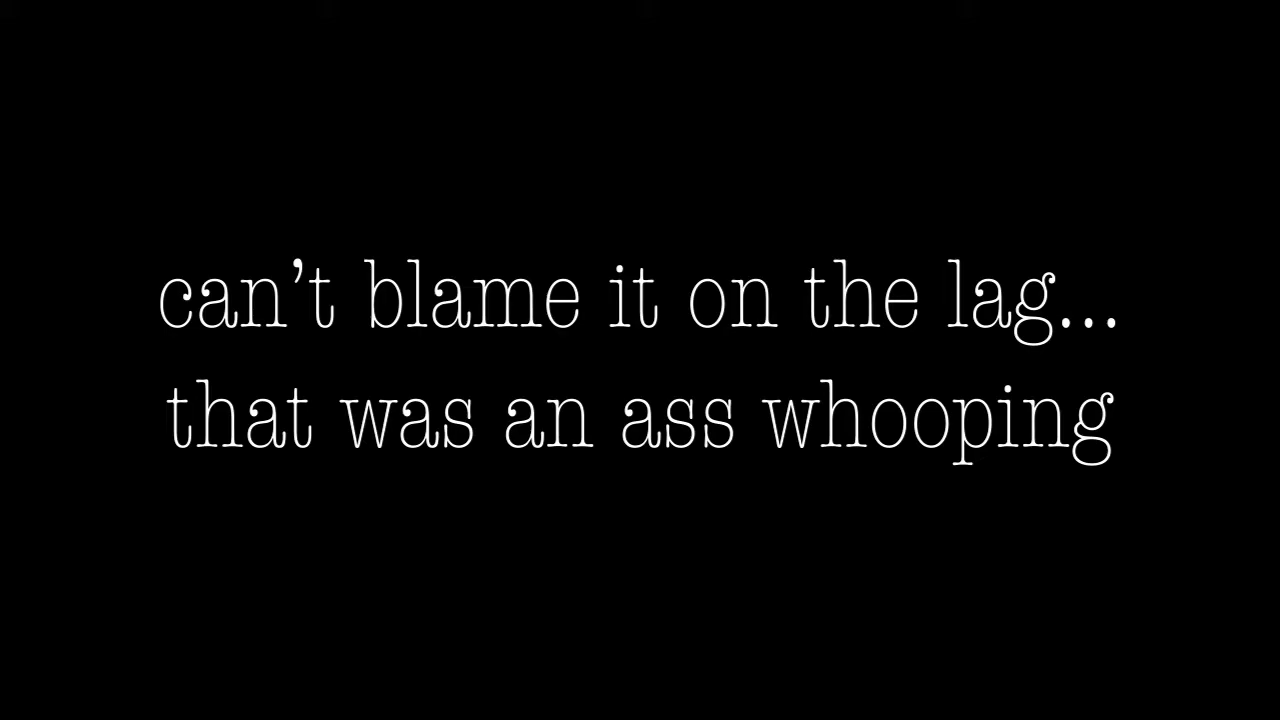 can’t blame it on the lag...
that was an ass whooping